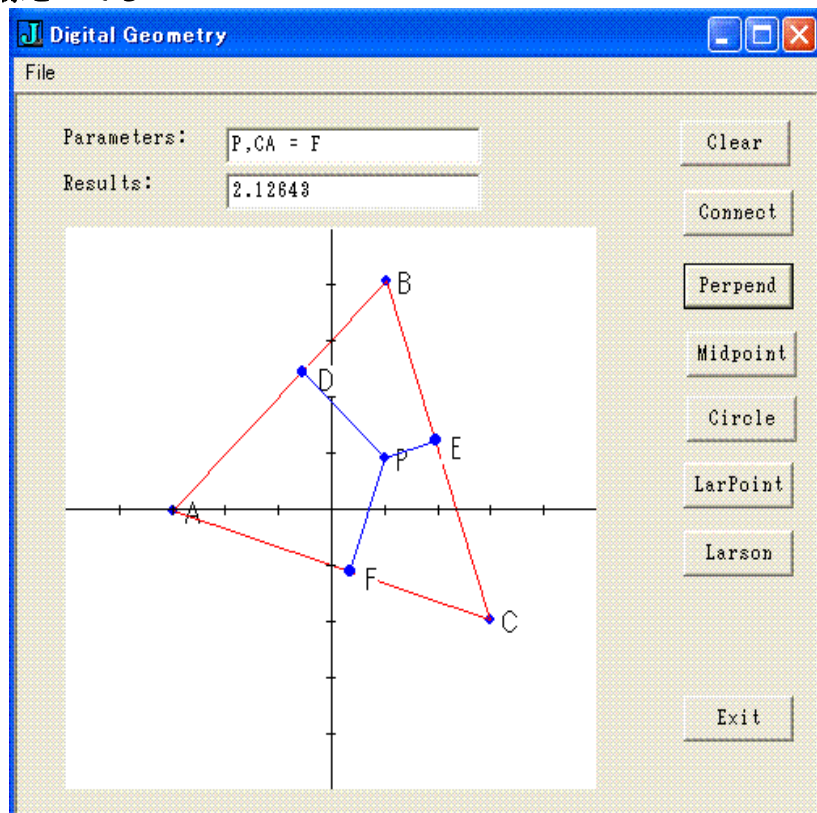 Digital Geometry
File
Parameters: P,CA = F
Results: 2.12643
Clear
Connect
Perpend
Midpoint
Circle
LarPoint
Larson
Exit
B
D
P
E
A
F
C